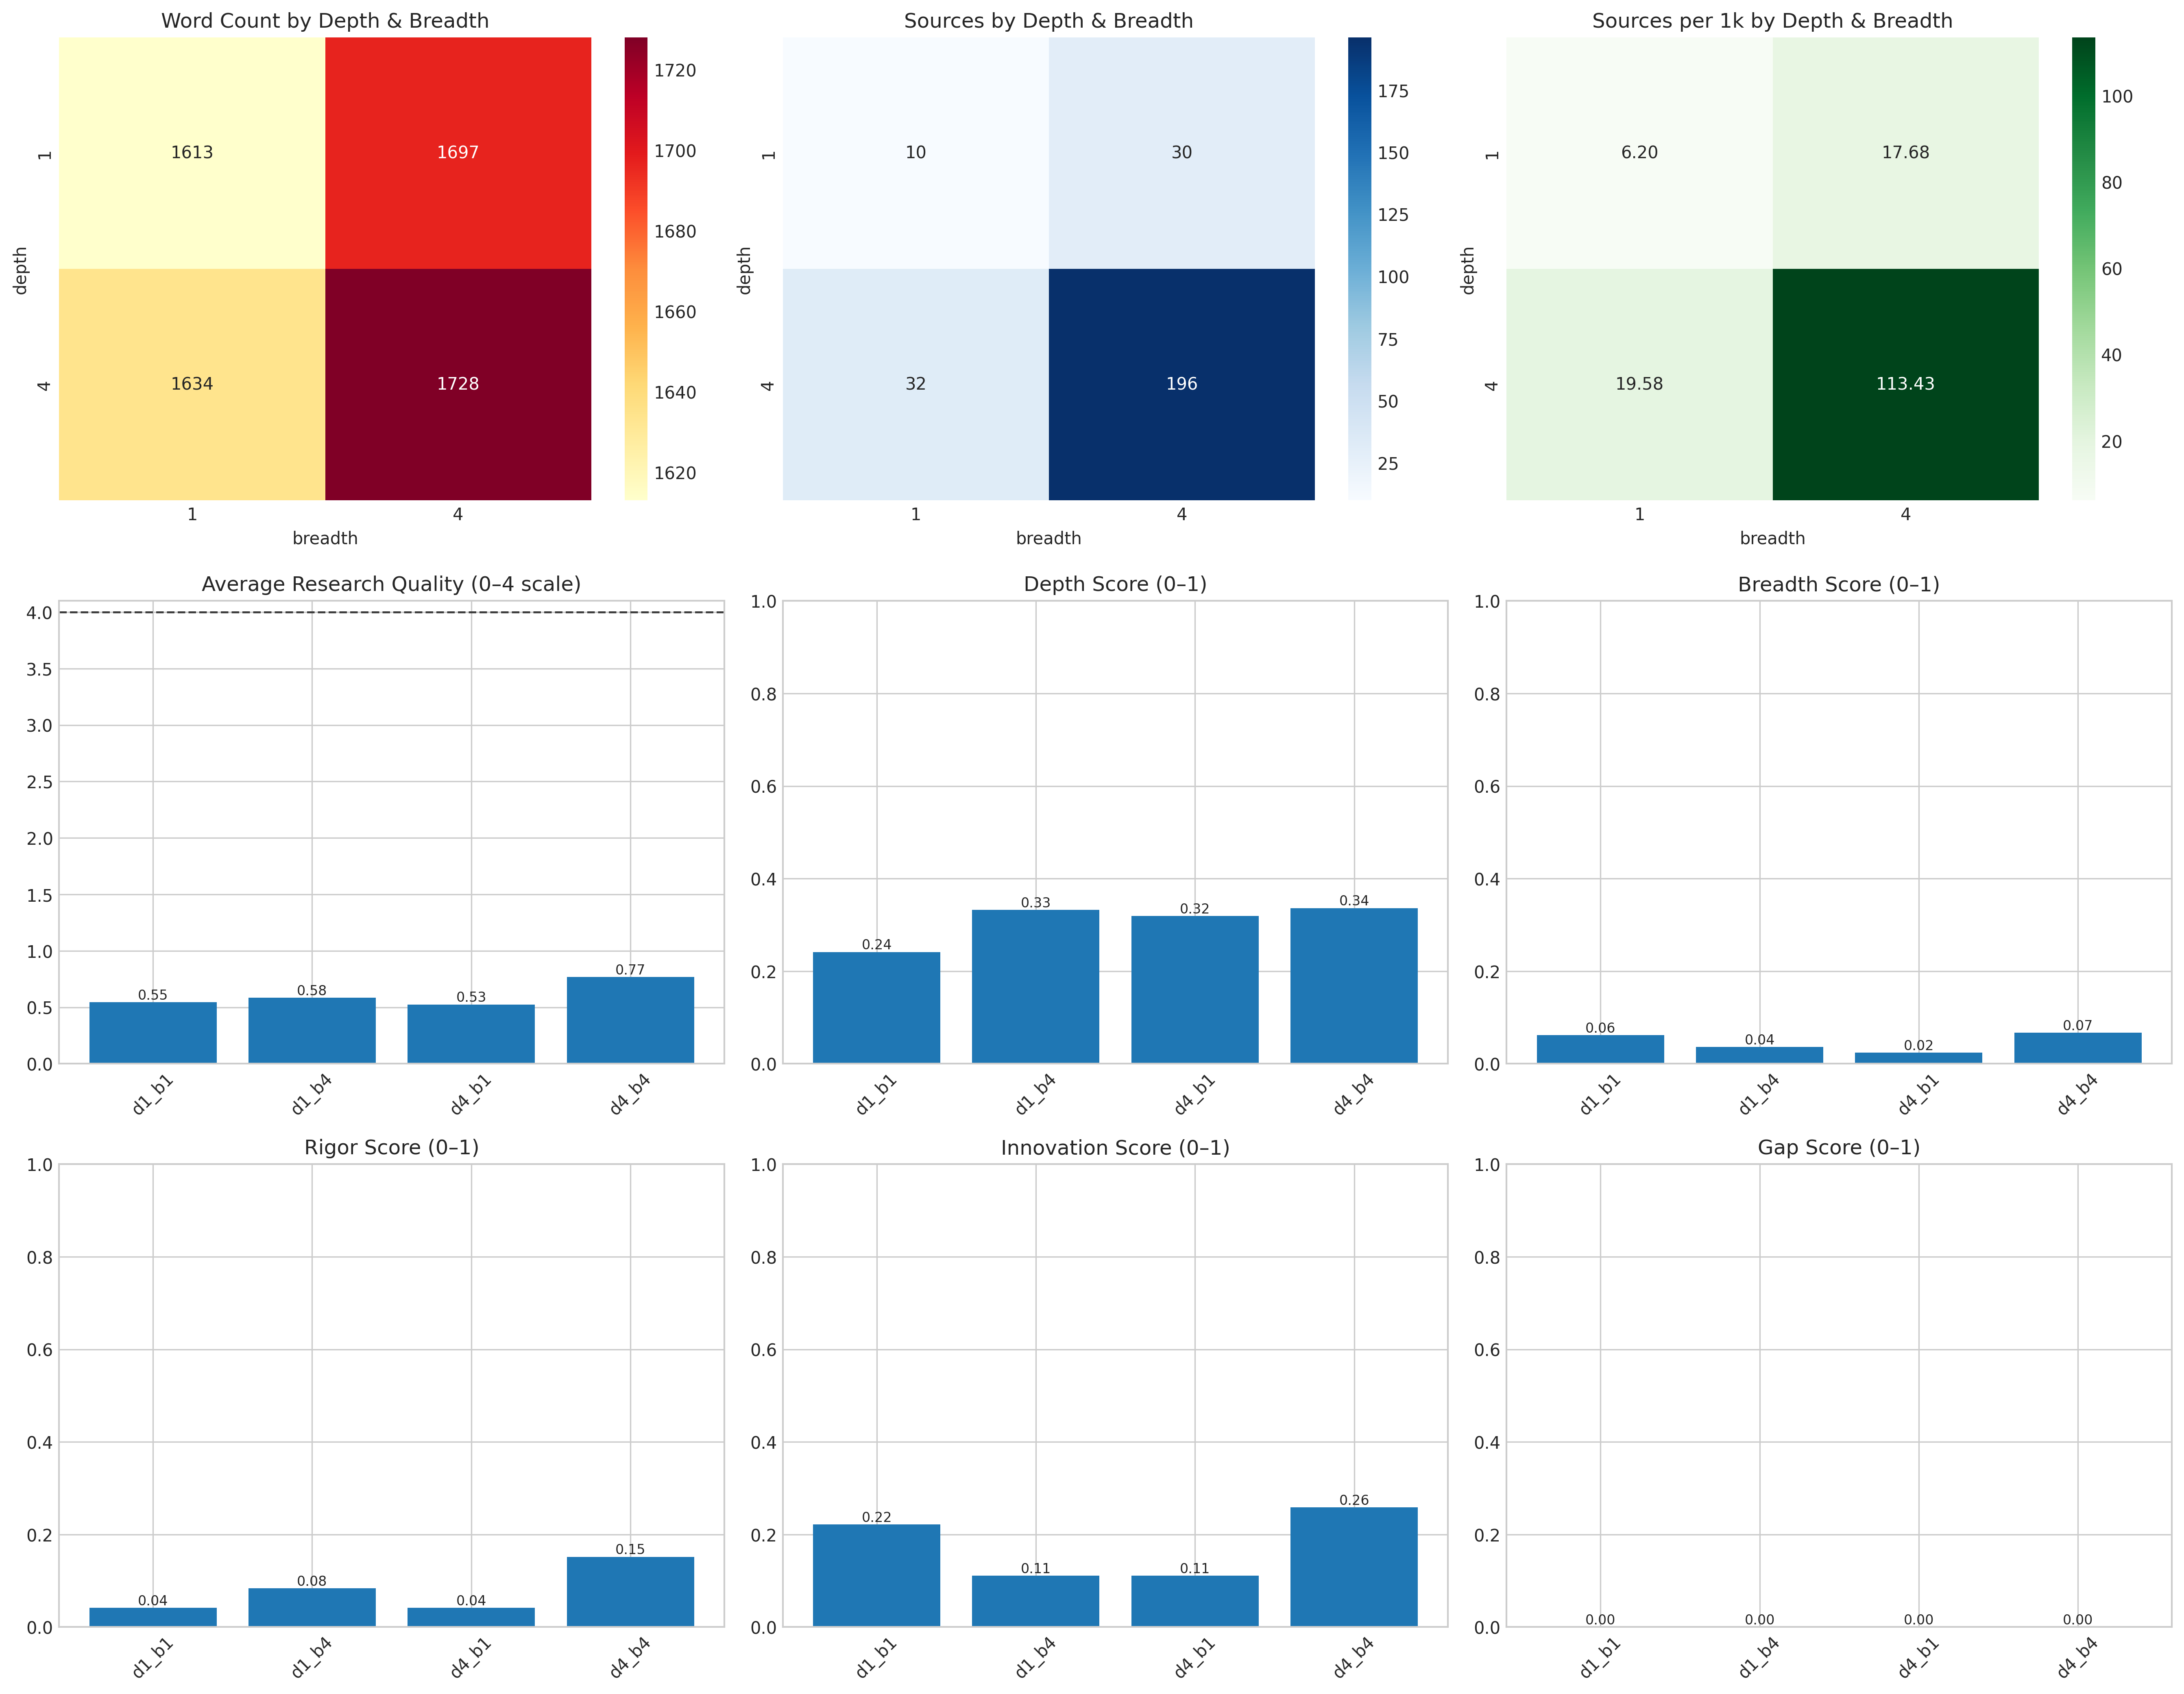 Word Count by Depth & Breadth
1613
1697
1634
1728
1
4
depth
1
4
breadth
1720
1700
1680
1660
1640
1620
Sources by Depth & Breadth
10
30
32
196
1
4
depth
1
4
breadth
175
150
125
100
75
50
25
Sources per 1k by Depth & Breadth
6.20
17.68
19.58
113.43
1
4
depth
1
4
breadth
100
80
60
40
20
Average Research Quality (0–4 scale)
4.0
3.5
3.0
2.5
2.0
1.5
1.0
0.5
0.0
0.55
0.58
0.53
0.77
d1_b1
d1_b4
d4_b1
d4_b4
Depth Score (0–1)
1.0
0.8
0.6
0.4
0.2
0.0
0.24
0.33
0.32
0.34
d1_b1
d1_b4
d4_b1
d4_b4
Breadth Score (0–1)
1.0
0.8
0.6
0.4
0.2
0.0
0.06
0.04
0.02
0.07
d1_b1
d1_b4
d4_b1
d4_b4
Rigor Score (0–1)
1.0
0.8
0.6
0.4
0.2
0.0
0.04
0.08
0.04
0.15
d1_b1
d1_b4
d4_b1
d4_b4
Innovation Score (0–1)
1.0
0.8
0.6
0.4
0.2
0.0
0.22
0.11
0.11
0.26
d1_b1
d1_b4
d4_b1
d4_b4
Gap Score (0–1)
1.0
0.8
0.6
0.4
0.2
0.0
0.00
0.00
0.00
0.00
d1_b1
d1_b4
d4_b1
d4_b4